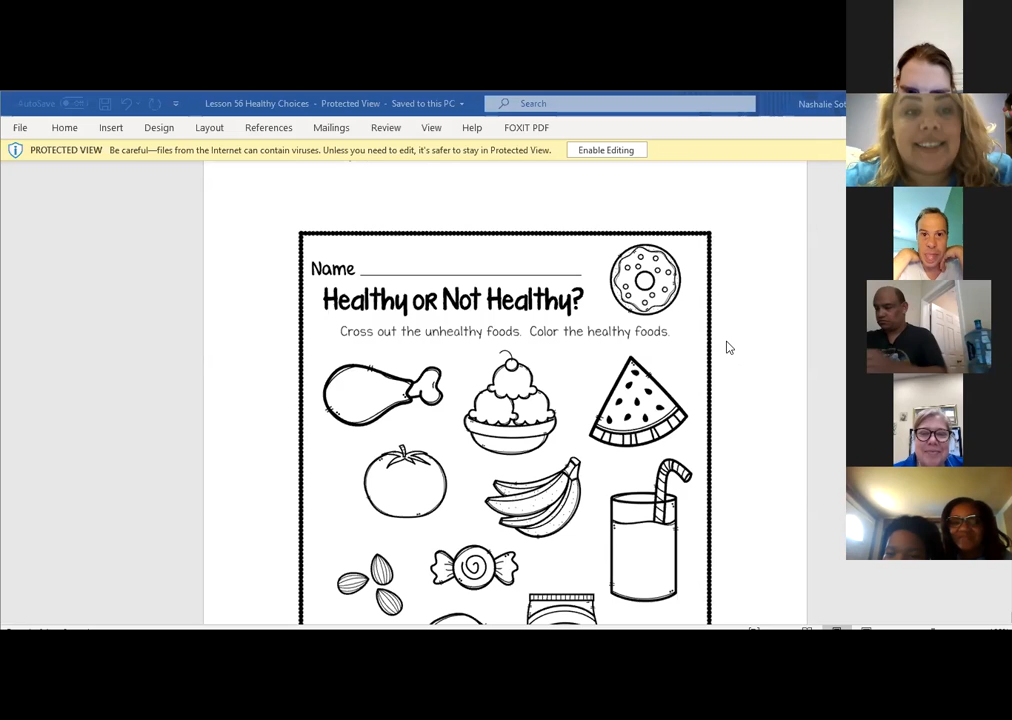 AutoSave
Lesson 56 Healthy Choices - Protected View - Saved to this PC
Search
Nashalie Sot
File Home Insert Design Layout References Mailings Review View Help FOXIT PDF
PROTECTED VIEW Be careful—files from the Internet can contain viruses. Unless you need to edit, it's safer to stay in Protected View. Enable Editing
Name
Healthy or Not Healthy?
Cross out the unhealthy foods. Color the healthy foods.